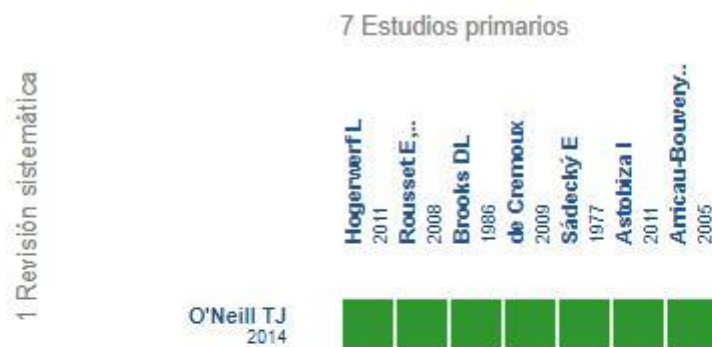 7 Estudios primarios
1 Revisión sistemática
Hogerwerf L
2011
Rousset E,..
2008
Brooks DL
1986
de Cremoux
2009
Sádecký E
1977
Astobiza I
2011
Arricau-Bouvery..
2005
O'Neill TJ
2014